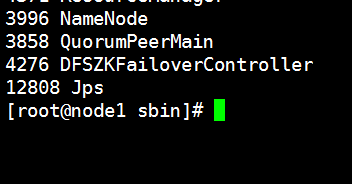 3996 NameNode
3858 QuorumPeerMain
4276 DFSZKFailoverController
12808 Jps
[root@node1 sbin]#